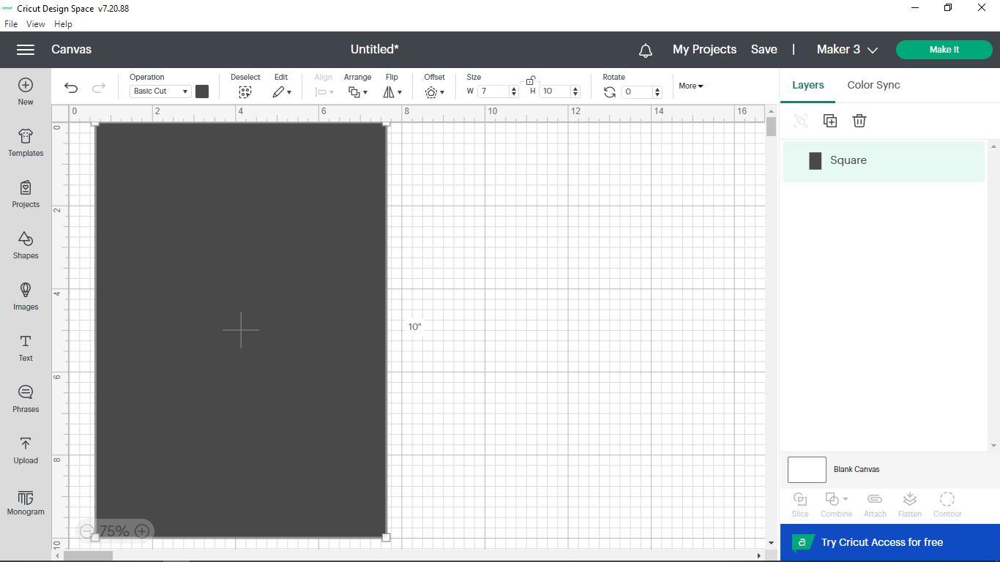 cricut Cricut Design Space v7.20.88
File View Help
Canvas Untitled* My Projects Save | Maker 3 Make It
Operation Deselect Edit Align Arrange Flip Offset Size Rotate
Basic Cut W 7 H 10 0 More
Layers Color Sync
New
Templates
Projects
Shapes
Images
Text
Phrases
Upload
Monogram
0 2 4 6 8 10 12 14 16
0
2
4
6
8
10
10"
75%
Square
Blank Canvas
Slice Combine Attach Flatten Contour
a Try Cricut Access for free